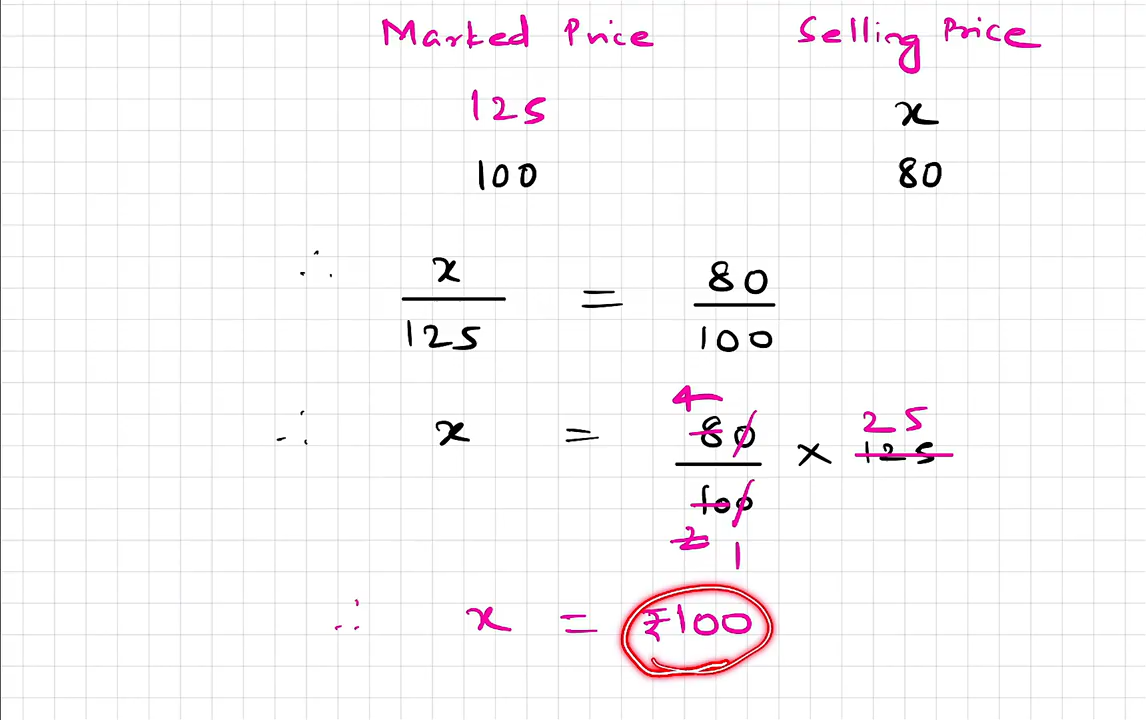 Marked Price Selling Price
125 x
100 80
∴ x/125 = 80/100
∴ x = 80/100 × 125
4 25
2 1
∴ x = ₹100